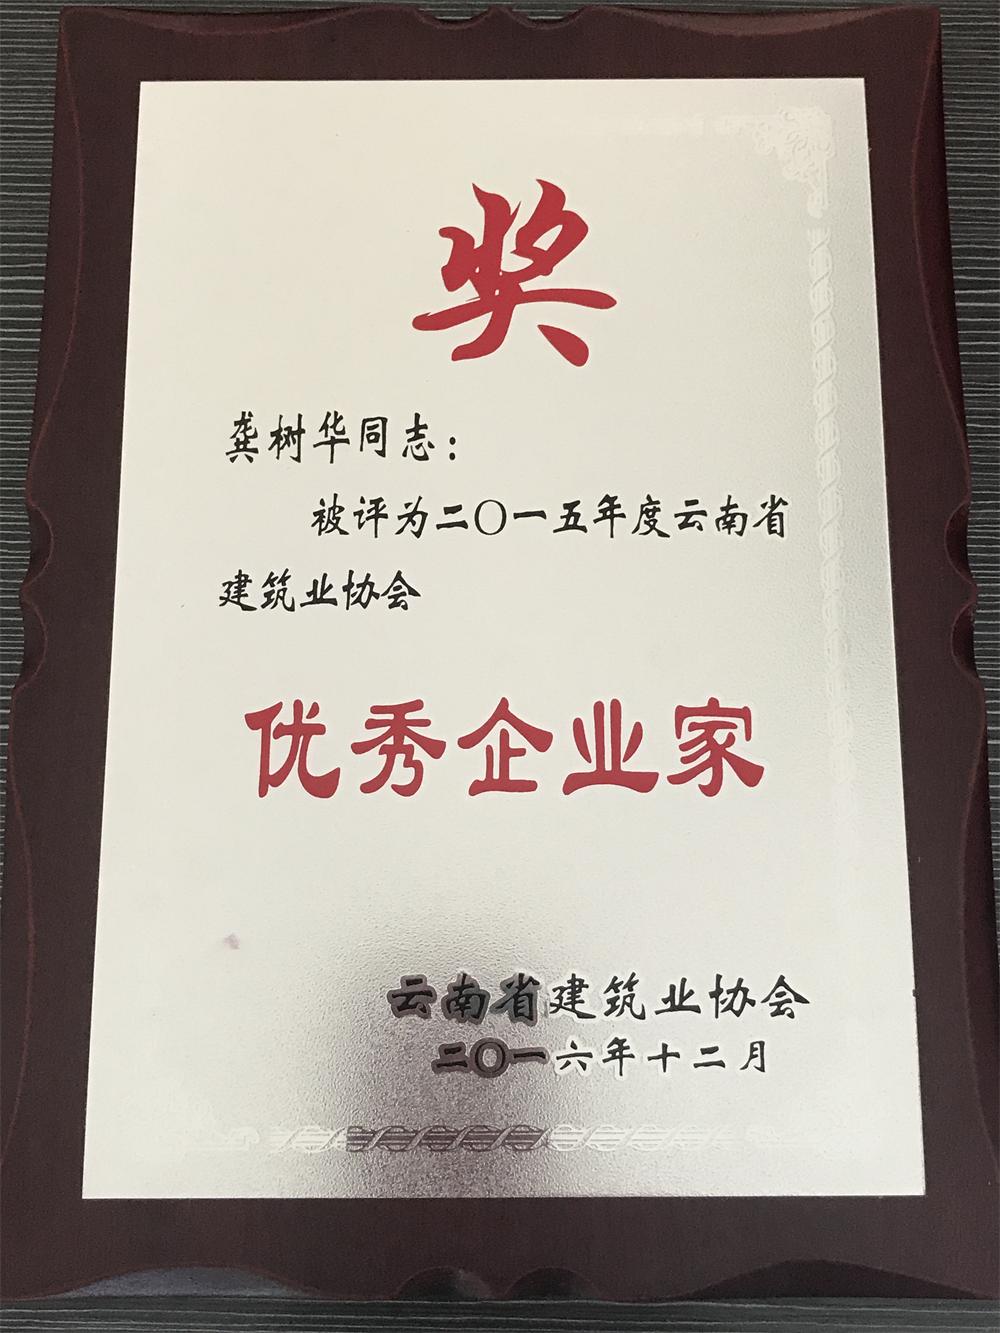 奖
龚树华同志：
被评为二〇一五年度云南省
建筑业协会
优秀企业家
云南省建筑业协会
二〇一六年十二月